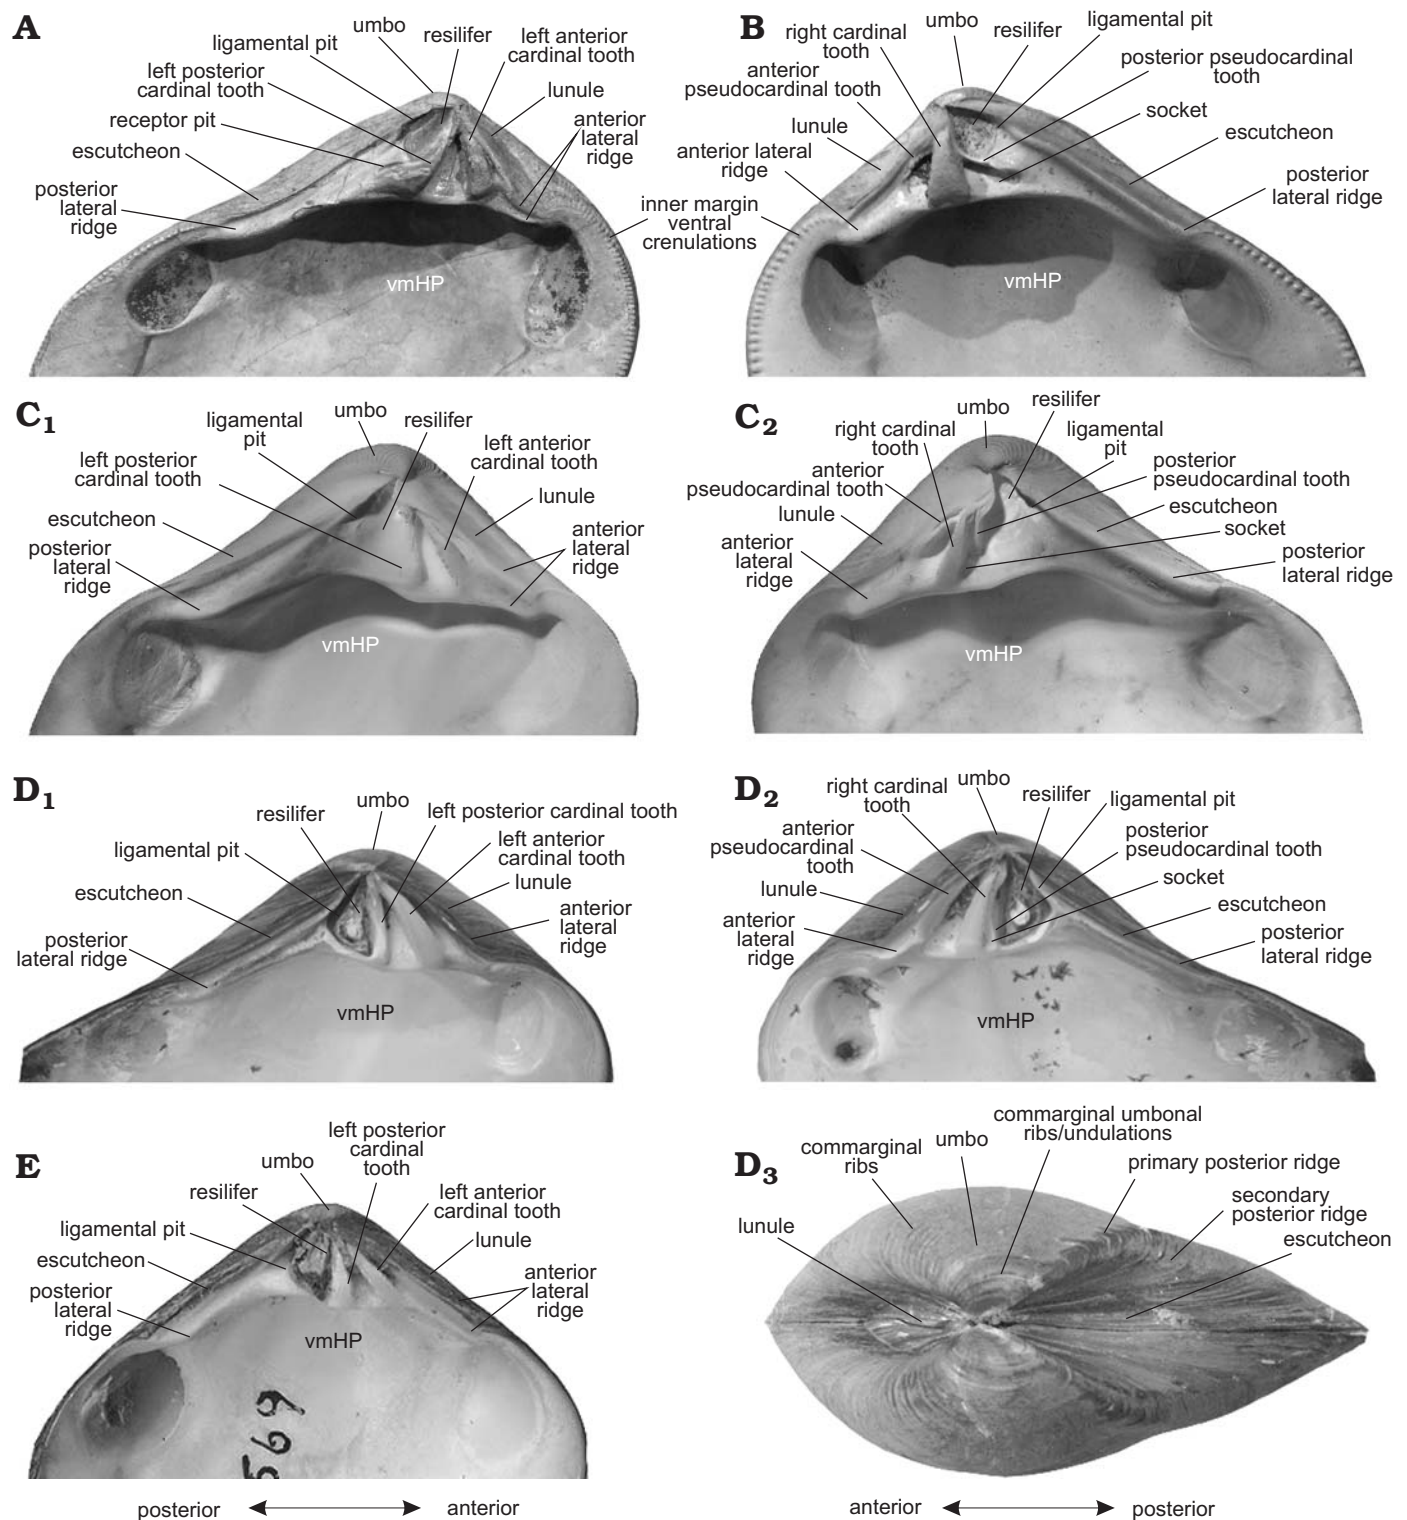 A
umbo
resilifer
left anterior
cardinal tooth
ligamental pit
left posterior
cardinal tooth
lunule
receptor pit
anterior
lateral
ridge
escutcheon
posterior
lateral
ridge
vmHP
inner margin
ventral
crenulations
B
umbo
resilifer
ligamental pit
right cardinal
tooth
posterior pseudocardinal
tooth
anterior
pseudocardinal tooth
socket
lunule
escutcheon
anterior lateral
ridge
posterior
lateral ridge
vmHP
C1
umbo
resilifer
ligamental
pit
left anterior
cardinal tooth
left posterior
cardinal tooth
lunule
escutcheon
anterior
lateral
ridge
posterior
lateral
ridge
vmHP
C2
umbo
resilifer
right cardinal
tooth
ligamental
pit
anterior
pseudocardinal tooth
posterior
pseudocardinal tooth
lunule
escutcheon
socket
anterior
lateral
ridge
posterior
lateral ridge
vmHP
D1
umbo
resilifer
left posterior cardinal tooth
ligamental pit
left anterior
cardinal tooth
lunule
escutcheon
anterior
lateral
ridge
posterior
lateral ridge
vmHP
D2
umbo
right cardinal
tooth
resilifer
ligamental pit
anterior
pseudocardinal
tooth
posterior
pseudocardinal tooth
lunule
socket
escutcheon
anterior
lateral
ridge
posterior
lateral ridge
vmHP
E
left posterior
cardinal
tooth
umbo
resilifer
left anterior
cardinal tooth
ligamental pit
lunule
escutcheon
anterior
lateral
ridge
posterior
lateral
ridge
vmHP
569
posterior
anterior
D3
commarginal umbonal
ribs/undulations
commarginal
ribs
umbo
primary posterior ridge
secondary
posterior ridge
lunule
escutcheon
anterior
posterior